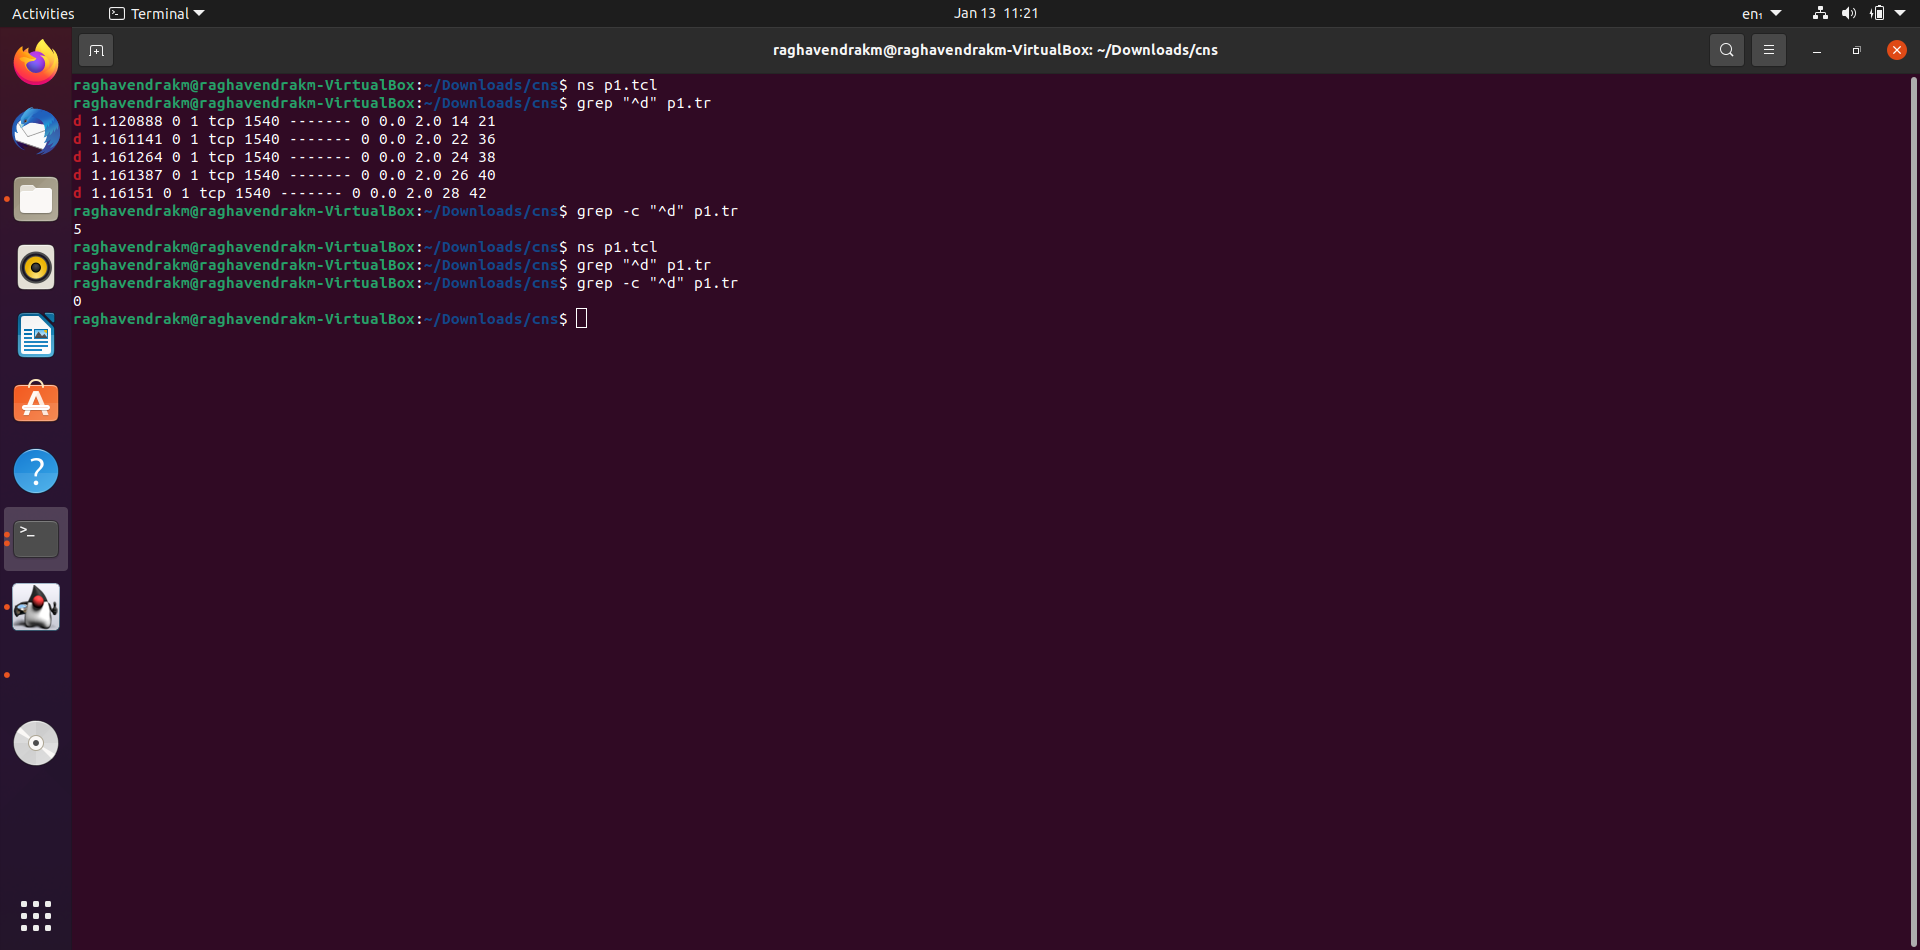 Activities Terminal Jan 13 11:21 en₁
raghavendrakm@raghavendrakm-VirtualBox: ~/Downloads/cns
raghavendrakm@raghavendrakm-VirtualBox:~/Downloads/cns$ ns p1.tcl
raghavendrakm@raghavendrakm-VirtualBox:~/Downloads/cns$ grep "^d" p1.tr
d 1.120888 0 1 tcp 1540 ------- 0 0.0 2.0 14 21
d 1.161141 0 1 tcp 1540 ------- 0 0.0 2.0 22 36
d 1.161264 0 1 tcp 1540 ------- 0 0.0 2.0 24 38
d 1.161387 0 1 tcp 1540 ------- 0 0.0 2.0 26 40
d 1.16151 0 1 tcp 1540 ------- 0 0.0 2.0 28 42
raghavendrakm@raghavendrakm-VirtualBox:~/Downloads/cns$ grep -c "^d" p1.tr
5
raghavendrakm@raghavendrakm-VirtualBox:~/Downloads/cns$ ns p1.tcl
raghavendrakm@raghavendrakm-VirtualBox:~/Downloads/cns$ grep "^d" p1.tr
raghavendrakm@raghavendrakm-VirtualBox:~/Downloads/cns$ grep -c "^d" p1.tr
0
raghavendrakm@raghavendrakm-VirtualBox:~/Downloads/cns$